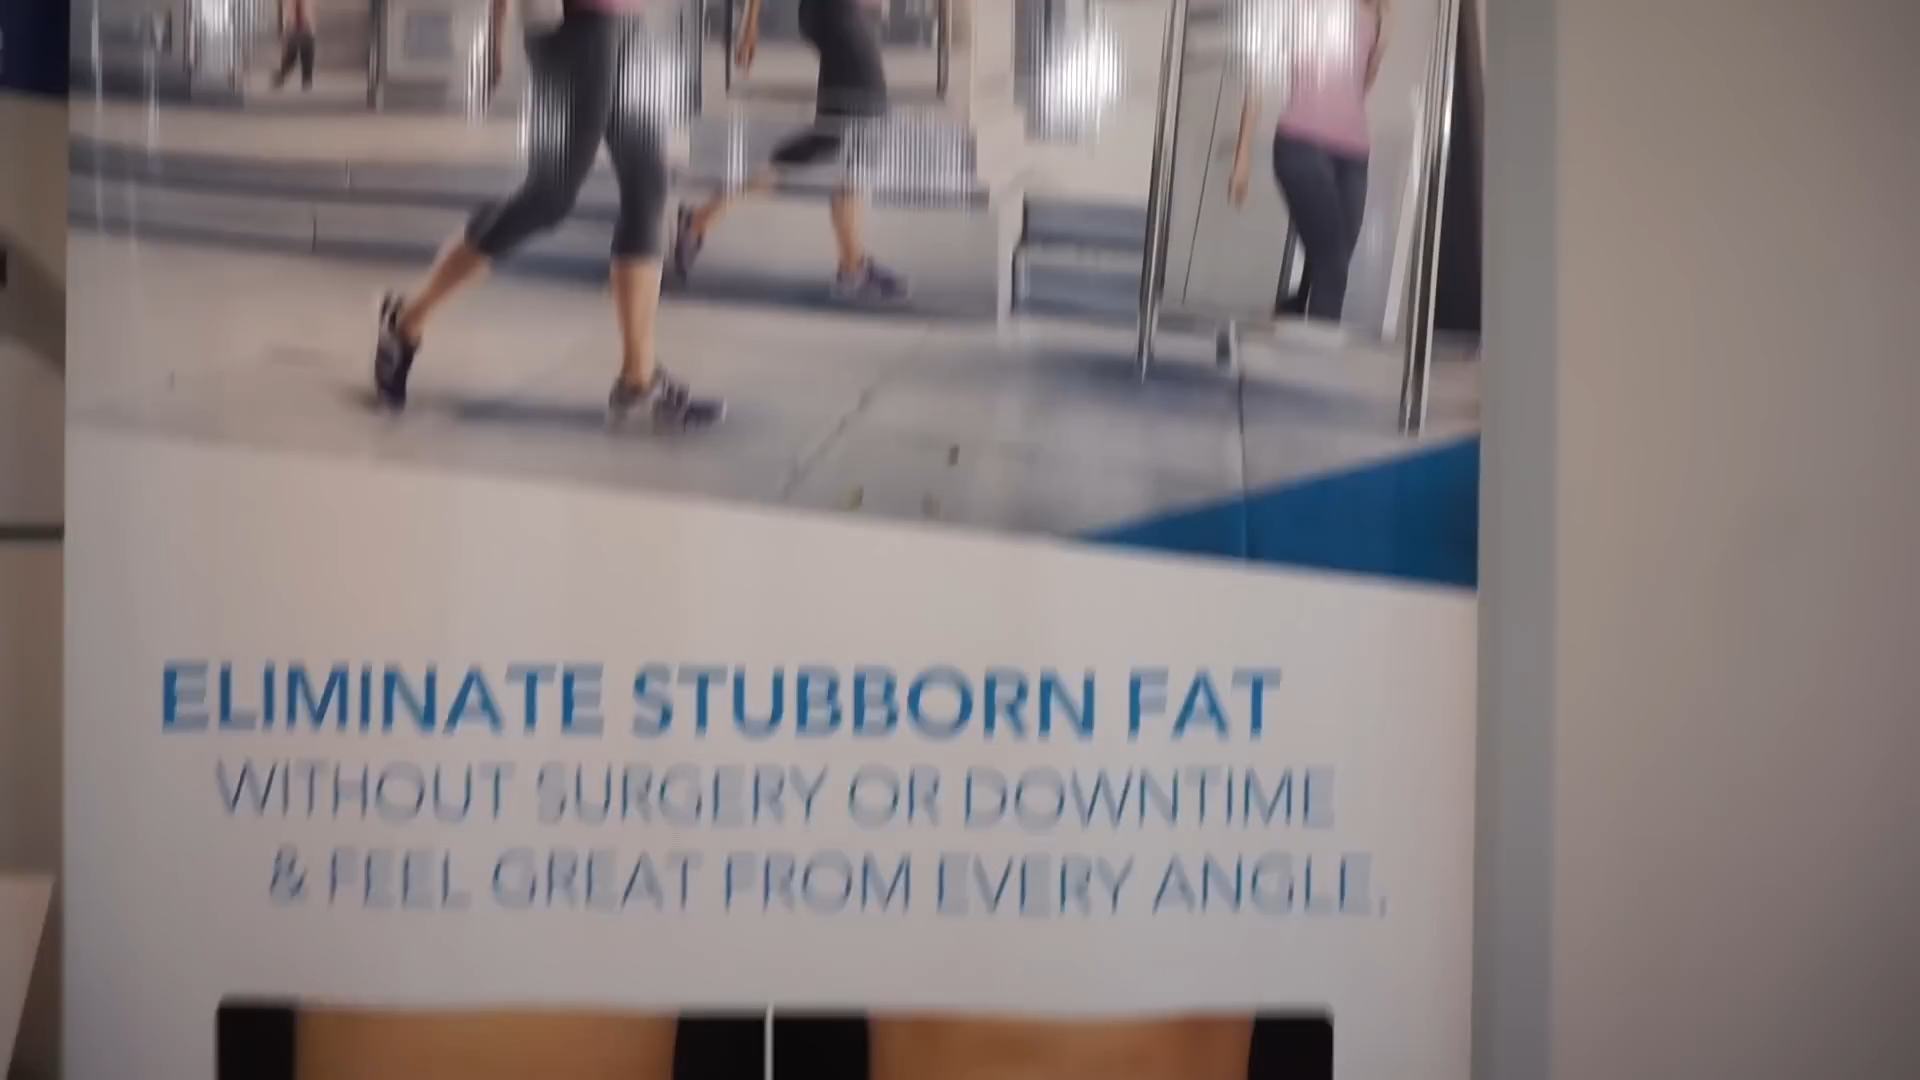 ELIMINATE STUBBORN FAT
WITHOUT SURGERY OR DOWNTIME
& FEEL GREAT FROM EVERY ANGLE.